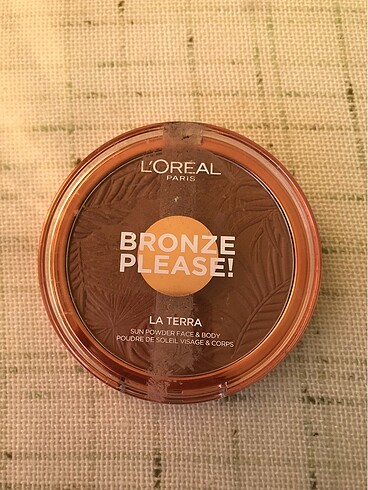 L'ORÉAL
PARIS
BRONZE
PLEASE!
LA TERRA
SUN POWDER FACE & BODY
POUDRE DE SOLEIL VISAGE & CORPS